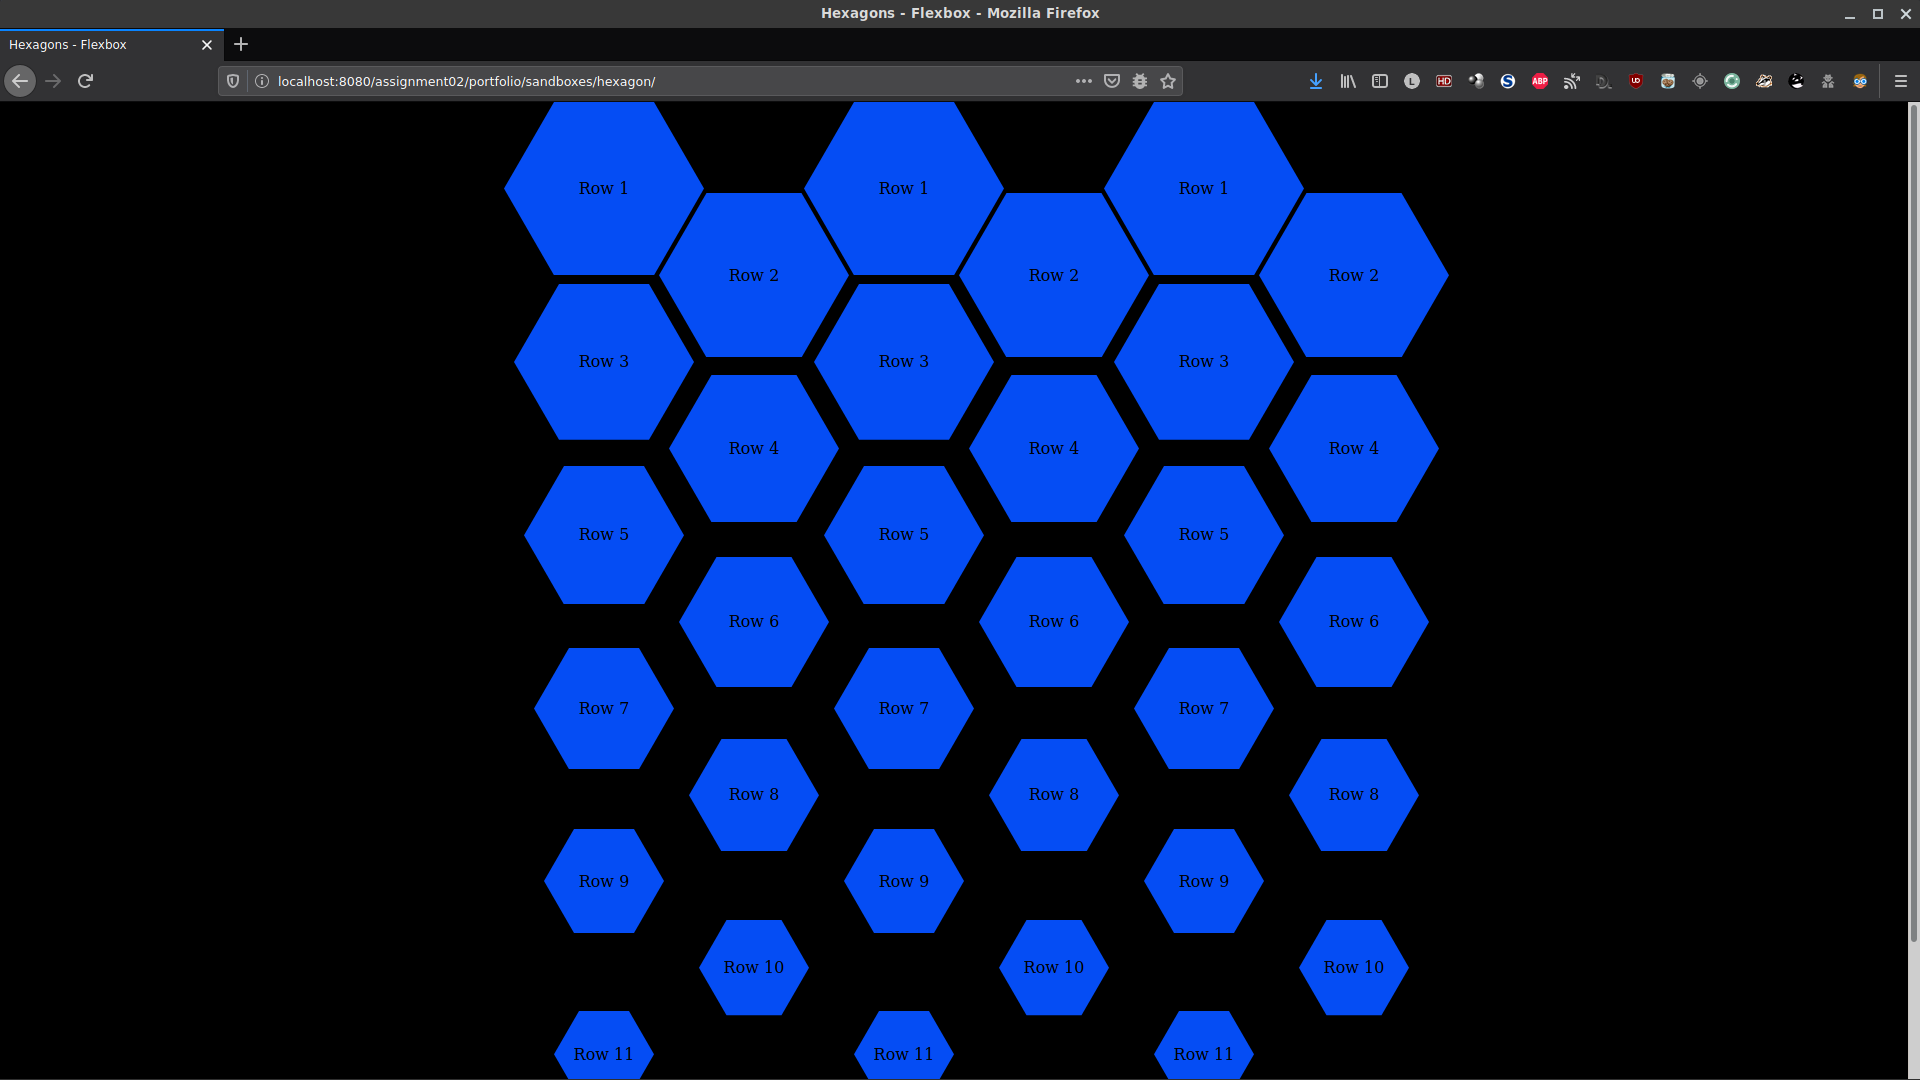 Hexagons - Flexbox - Mozilla Firefox
Hexagons - Flexbox
localhost:8080/assignment02/portfolio/sandboxes/hexagon/
L HD S ABP UD
Row 1 Row 1 Row 1
Row 2 Row 2 Row 2
Row 3 Row 3 Row 3
Row 4 Row 4 Row 4
Row 5 Row 5 Row 5
Row 6 Row 6 Row 6
Row 7 Row 7 Row 7
Row 8 Row 8 Row 8
Row 9 Row 9 Row 9
Row 10 Row 10 Row 10
Row 11 Row 11 Row 11